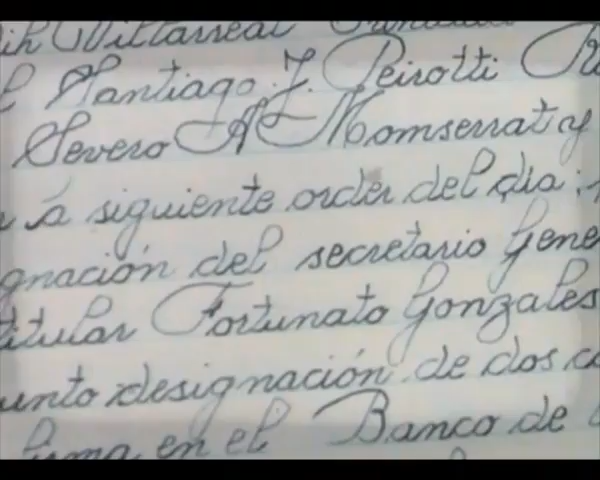 Villarreal
Santiago J. Peirotti
Severo A Momserrat y
á siguiente orden del dia:
gnación del secretario Gene
titular Fortunato Gonzales
unto designación de dos c
firma en el Banco de